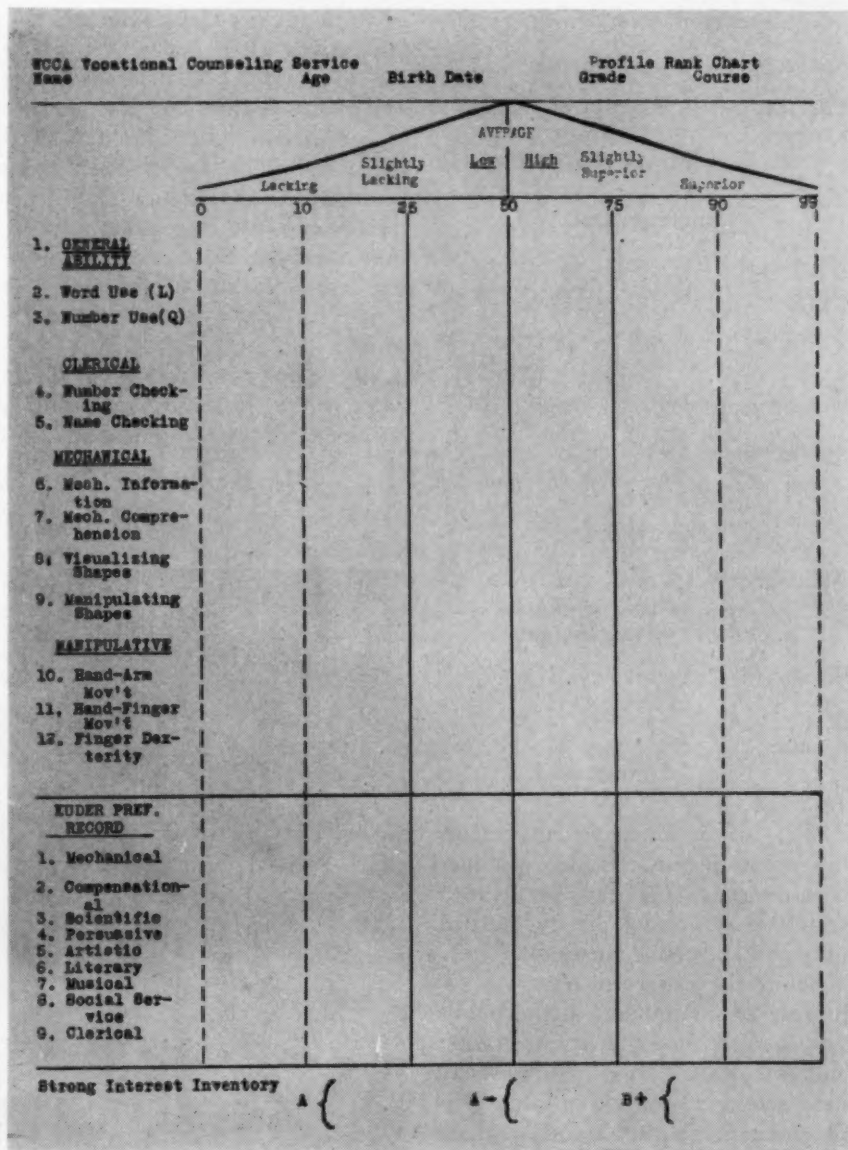 WCCA Vocational Counseling Service Profile Rank Chart
Name Age Birth Date Grade Course
AVERAGE
Lacking Slightly Lacking Low High Slightly Superior Superior
0 10 25 50 75 90 99
1. GENERAL
ABILITY
2. Word Use (L)
3. Number Use(Q)
CLERICAL
4. Number Check-
ing
5. Name Checking
MECHANICAL
6. Mech. Informa-
tion
7. Mech. Compre-
hension
8. Visualizing
Shapes
9. Manipulating
Shapes
MANIPULATIVE
10. Hand-Arm
Mov't
11. Hand-Finger
Mov't
12. Finger Dex-
terity
KUDER PREF.
RECORD
1. Mechanical
2. Compensation-
al
3. Scientific
4. Persuasive
5. Artistic
6. Literary
7. Musical
8. Social Ser-
vice
9. Clerical
Strong Interest Inventory
A { A- { B+ {